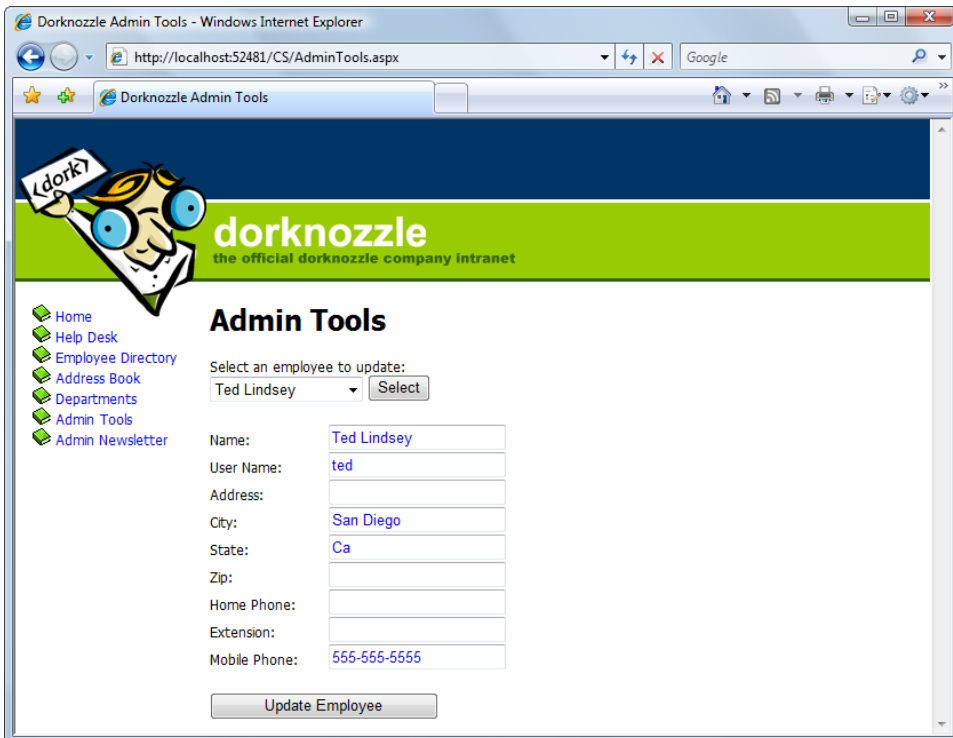 Dorknozzle Admin Tools - Windows Internet Explorer
http://localhost:52481/CS/AdminTools.aspx
Google
Dorknozzle Admin Tools
<dork>
dorknozzle
the official dorknozzle company intranet
Home
Help Desk
Employee Directory
Address Book
Departments
Admin Tools
Admin Newsletter
Admin Tools
Select an employee to update:
Ted Lindsey Select
Name: Ted Lindsey
User Name: ted
Address:
City: San Diego
State: Ca
Zip:
Home Phone:
Extension:
Mobile Phone: 555-555-5555
Update Employee